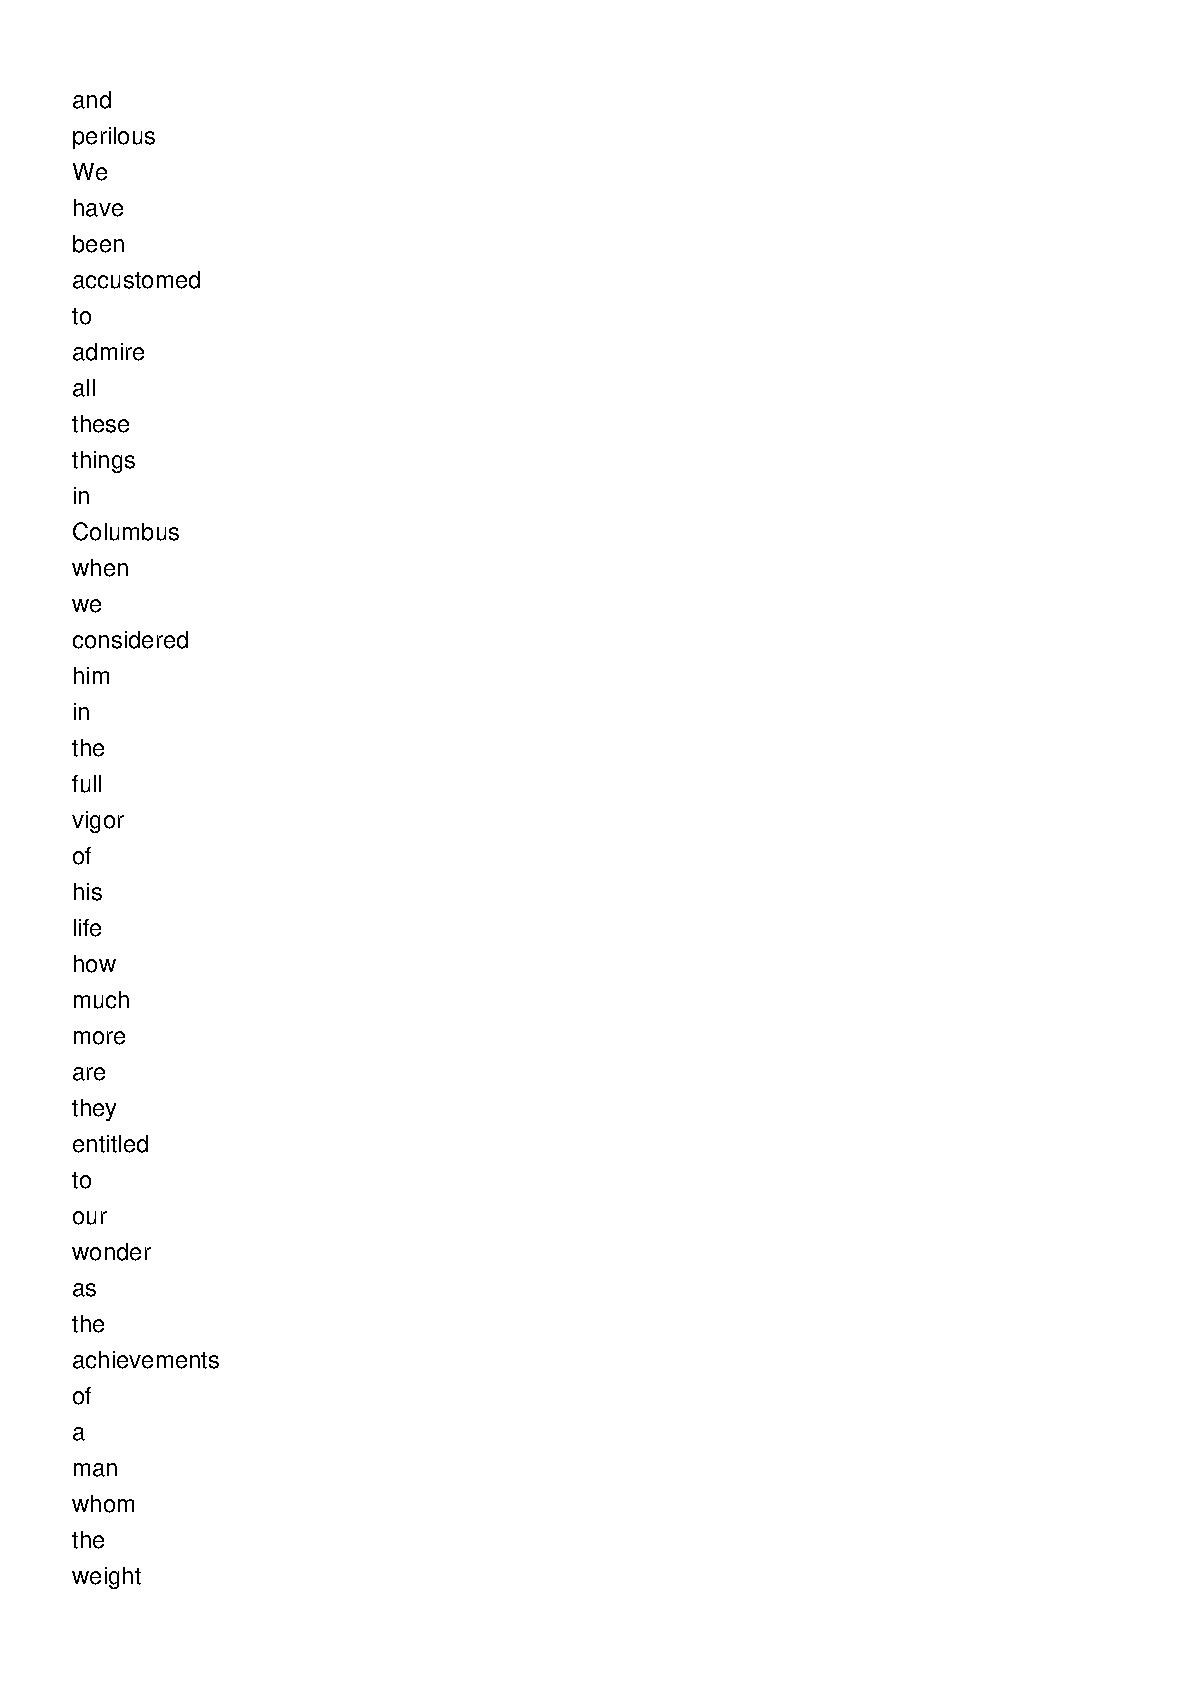 and
perilous
We
have
been
accustomed
to
admire
all
these
things
in
Columbus
when
we
considered
him
in
the
full
vigor
of
his
life
how
much
more
are
they
entitled
to
our
wonder
as
the
achievements
of
a
man
whom
the
weight